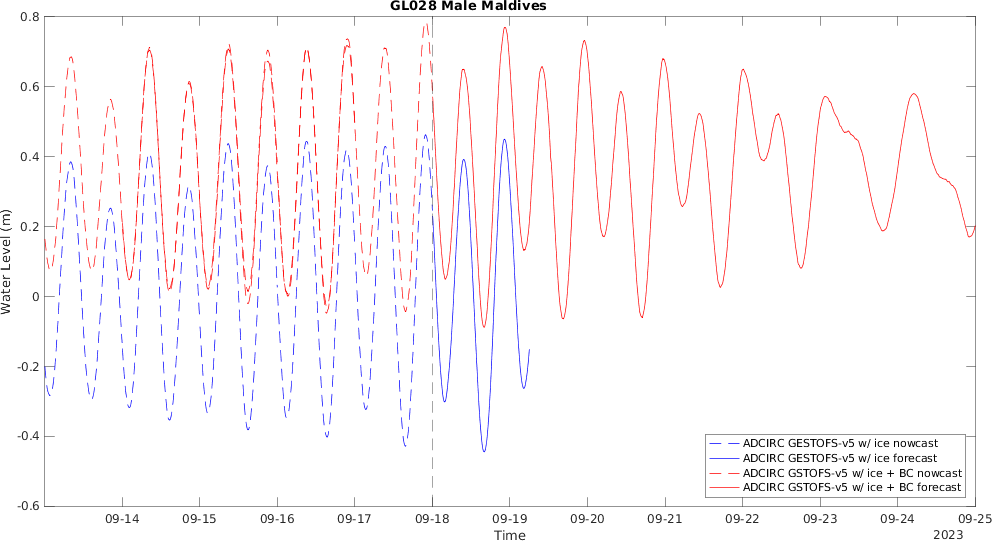 GL028 Male Maldives
Water Level (m)
0.8
0.6
0.4
0.2
0
-0.2
-0.4
-0.6
ADCIRC GESTOFS-v5 w/ ice nowcast
ADCIRC GESTOFS-v5 w/ ice forecast
ADCIRC GSTOFS-v5 w/ ice + BC nowcast
ADCIRC GSTOFS-v5 w/ ice + BC forecast
09-14 09-15 09-16 09-17 09-18 09-19 09-20 09-21 09-22 09-23 09-24 09-25
Time
2023